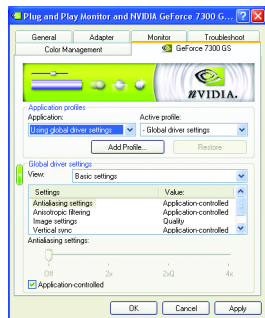 Plug and Play Monitor and NVIDIA GeForce 7300 G...
General Adapter Monitor Troubleshoot
Color Management GeForce 7300 GS
nVIDIA.
Application profiles
Application: Active profile:
Using global driver settings - Global driver settings
Add Profile... Restore
Global driver settings
View: Basic settings
Settings Value:
Antialiasing settings Application-controlled
Anisotropic filtering Application-controlled
Image settings Quality
Vertical sync Application-controlled
Antialiasing settings:
Off 2x 2xQ 4x
Application-controlled
OK Cancel Apply